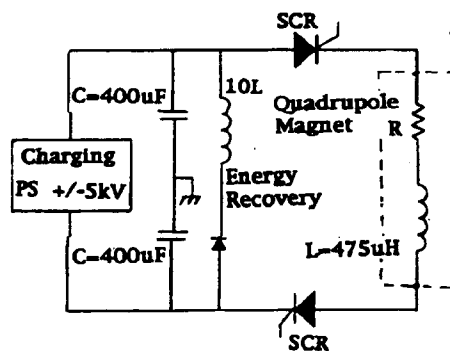 SCR
C=400uF
10L
Quadrupole
Magnet
R
Charging
PS +/-5kV
Energy
Recovery
C=400uF
L=475uH
SCR